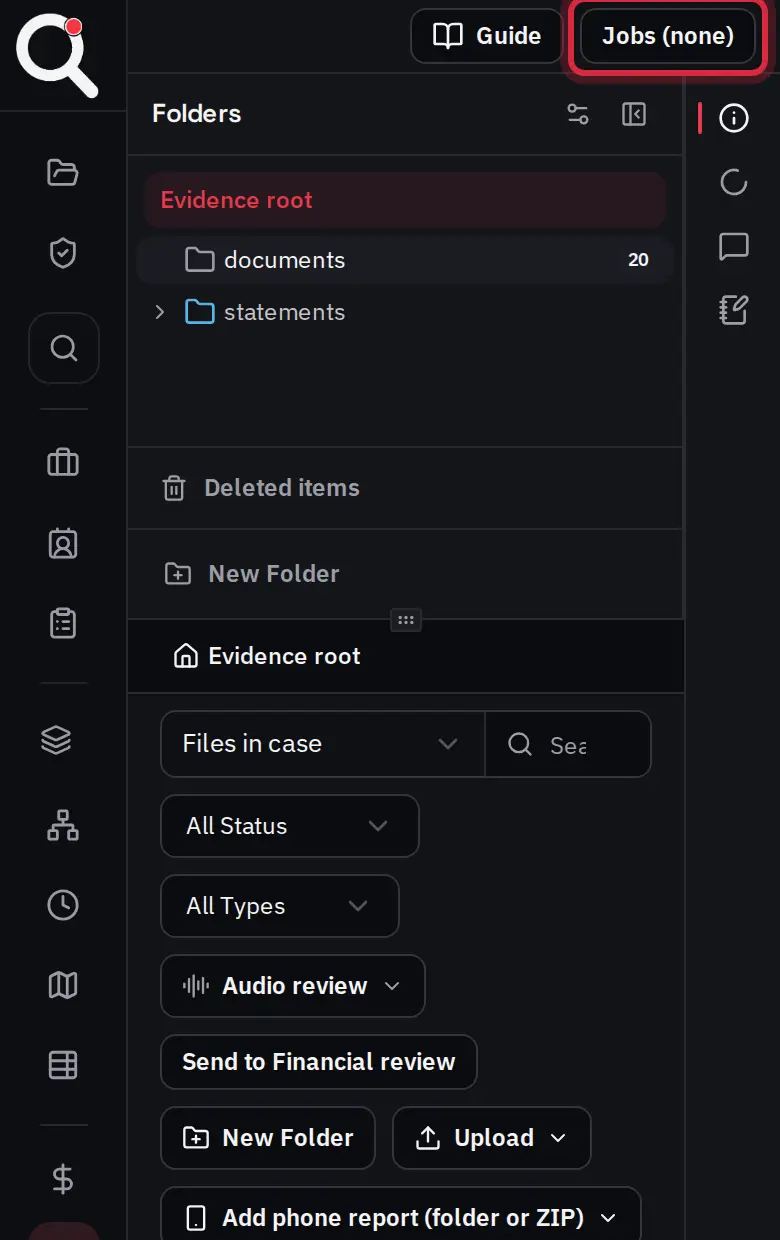 Guide
Jobs (none)
Folders
Evidence root
documents 20
statements
Deleted items
New Folder
Evidence root
Files in case
Sea
All Status
All Types
Audio review
Send to Financial review
New Folder
Upload
Add phone report (folder or ZIP)